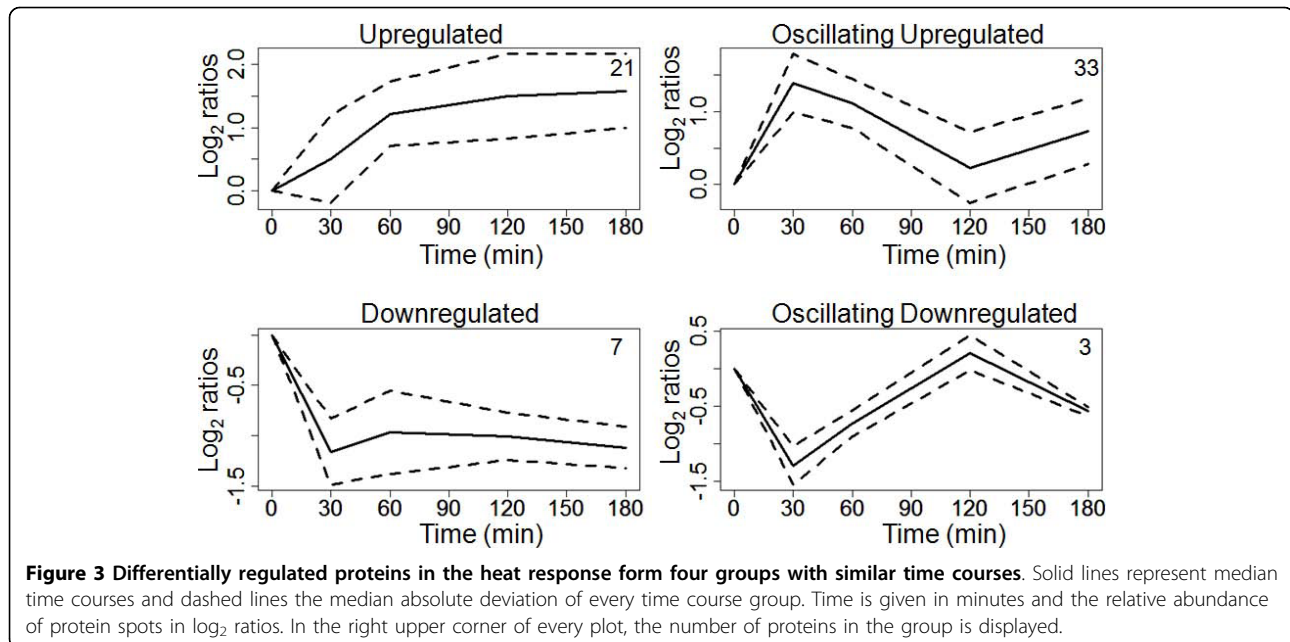 Upregulated
21
2.0
1.0
0.0
Log₂ ratios
0 30 60 90 120 150 180
Time (min)
Oscillating Upregulated
33
1.0
0.0
Log₂ ratios
0 30 60 90 120 150 180
Time (min)
Downregulated
7
-0.5
-1.5
Log₂ ratios
0 30 60 90 120 150 180
Time (min)
Oscillating Downregulated
3
0.5
-0.5
-1.5
Log₂ ratios
0 30 60 90 120 150 180
Time (min)
Figure 3 Differentially regulated proteins in the heat response form four groups with similar time courses. Solid lines represent median
time courses and dashed lines the median absolute deviation of every time course group. Time is given in minutes and the relative abundance
of protein spots in log₂ ratios. In the right upper corner of every plot, the number of proteins in the group is displayed.